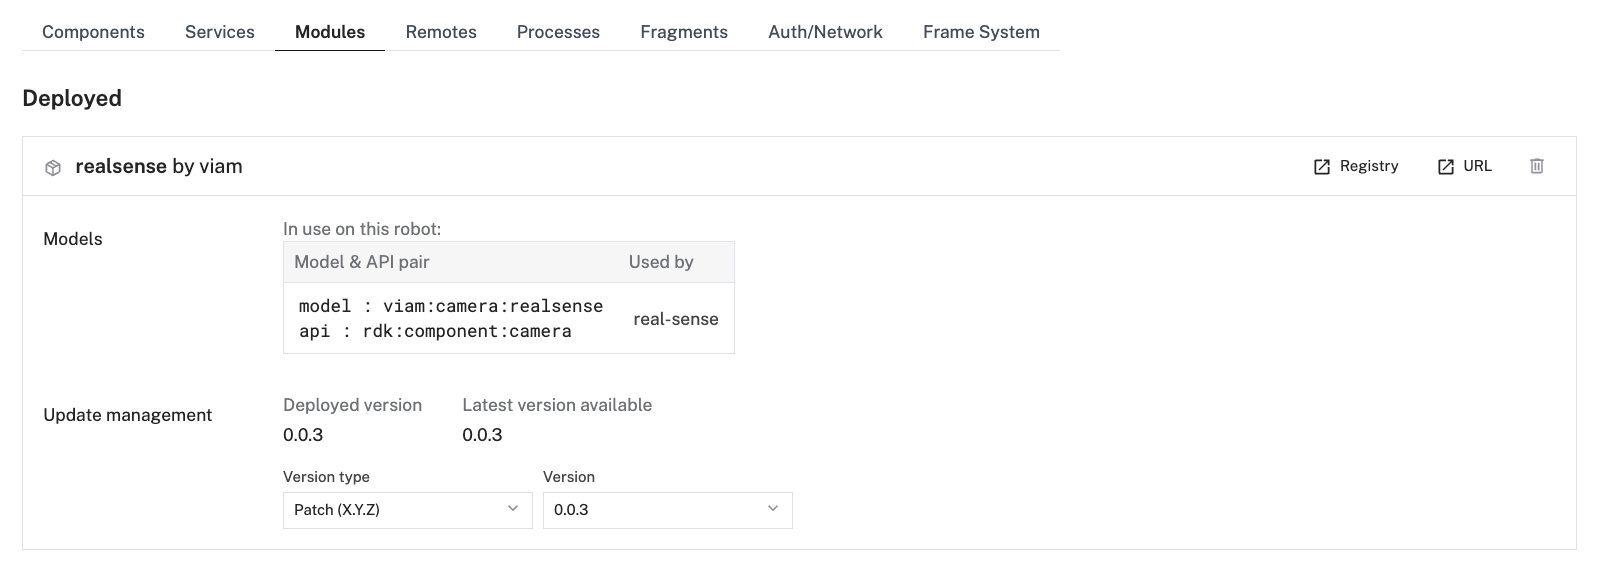 Components Services Modules Remotes Processes Fragments Auth/Network Frame System
Deployed
realsense by viam Registry URL
Models
In use on this robot:
Model & API pair Used by
model : viam:camera:realsense
api : rdk:component:camera
real-sense
Update management
Deployed version Latest version available
0.0.3 0.0.3
Version type Version
Patch (X.Y.Z) 0.0.3